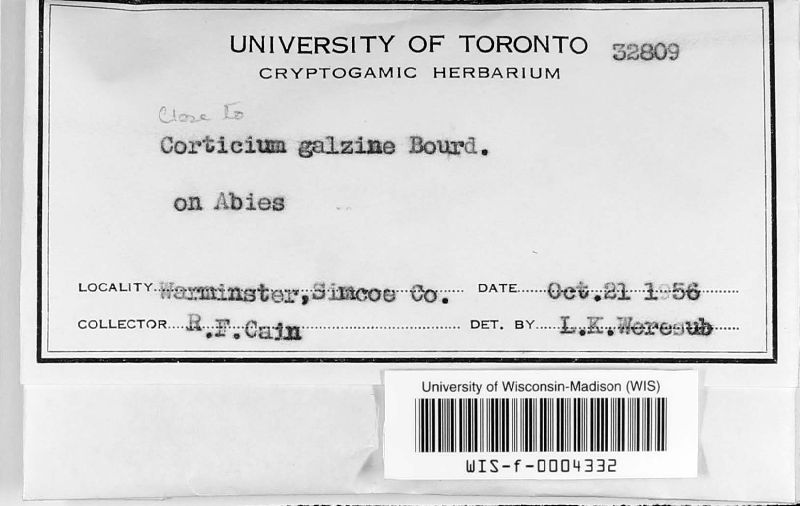 UNIVERSITY OF TORONTO 32809
CRYPTOGAMIC HERBARIUM
Close to
Corticium galzine Bourd.
on Abies
LOCALITY Warminster, Simcoe Co. DATE Oct.21 1956
COLLECTOR R.F.Cain DET. BY L.K.Weresub
University of Wisconsin-Madison (WIS)
WIS-f-0004332